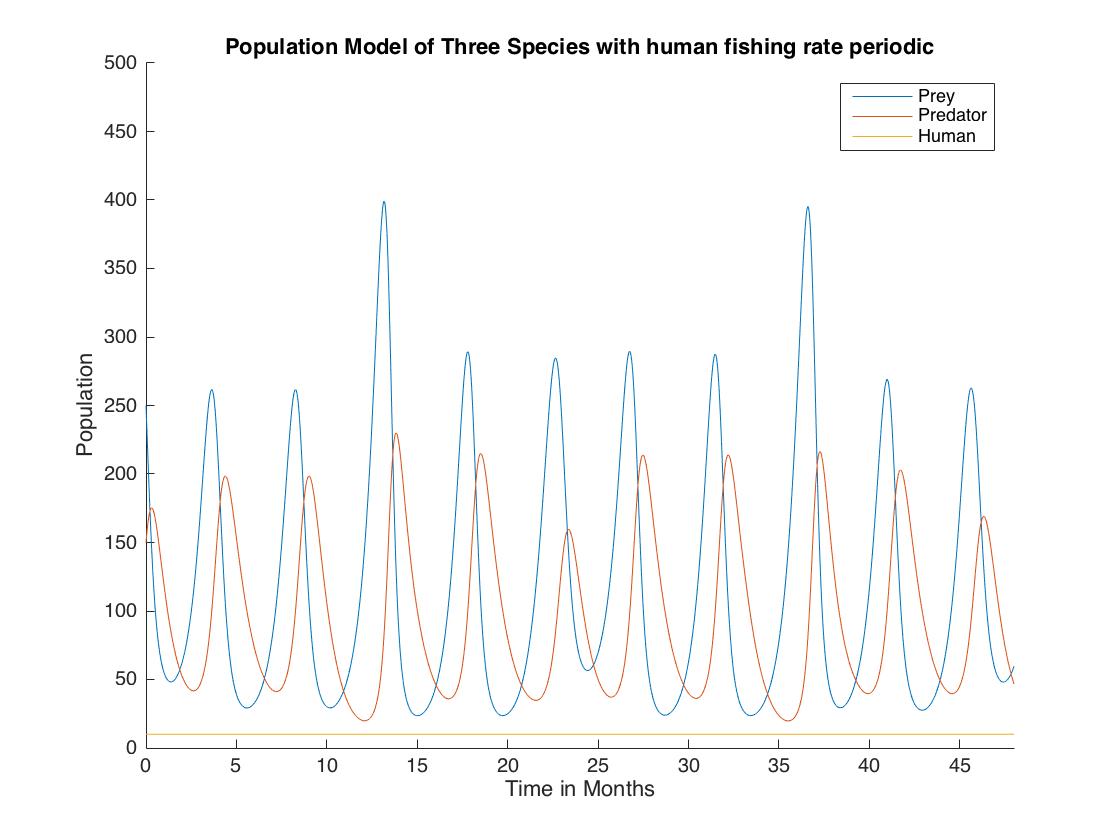 Population Model of Three Species with human fishing rate periodic
500
450
400
350
300
250
200
150
100
50
0
Population
Prey
Predator
Human
0 5 10 15 20 25 30 35 40 45
Time in Months